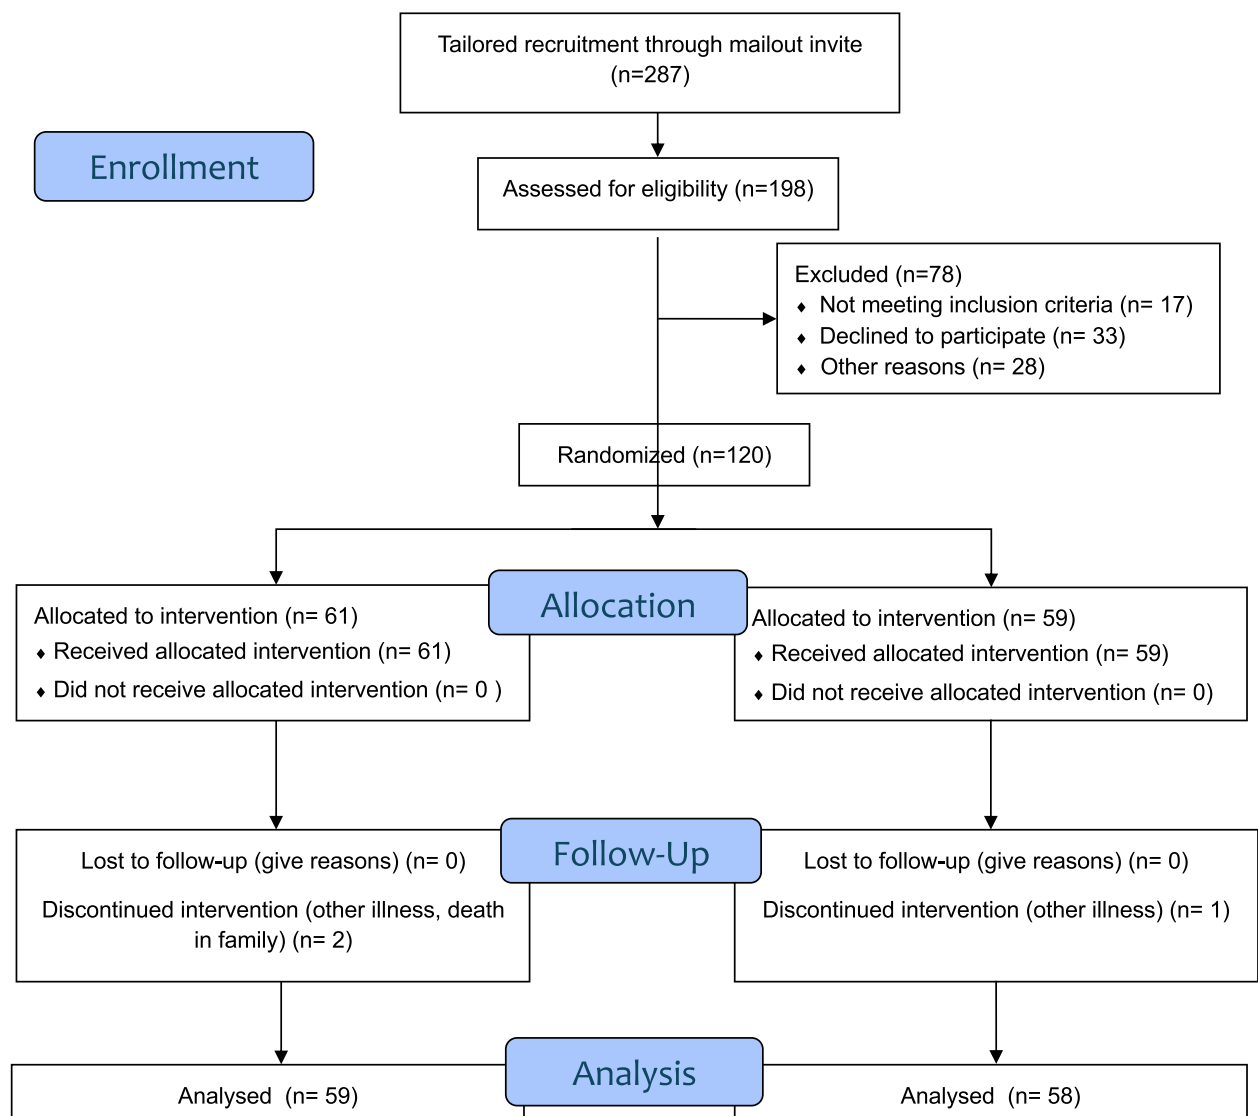 Tailored recruitment through mailout invite
(n=287)
Enrollment
Assessed for eligibility (n=198)
Excluded (n=78)
♦ Not meeting inclusion criteria (n= 17)
♦ Declined to participate (n= 33)
♦ Other reasons (n= 28)
Randomized (n=120)
Allocation
Allocated to intervention (n= 61)
♦ Received allocated intervention (n= 61)
♦ Did not receive allocated intervention (n= 0 )
Allocated to intervention (n= 59)
♦ Received allocated intervention (n= 59)
♦ Did not receive allocated intervention (n= 0)
Follow-Up
Lost to follow-up (give reasons) (n= 0)
Discontinued intervention (other illness, death
in family) (n= 2)
Lost to follow-up (give reasons) (n= 0)
Discontinued intervention (other illness) (n= 1)
Analysis
Analysed (n= 59)
Analysed (n= 58)